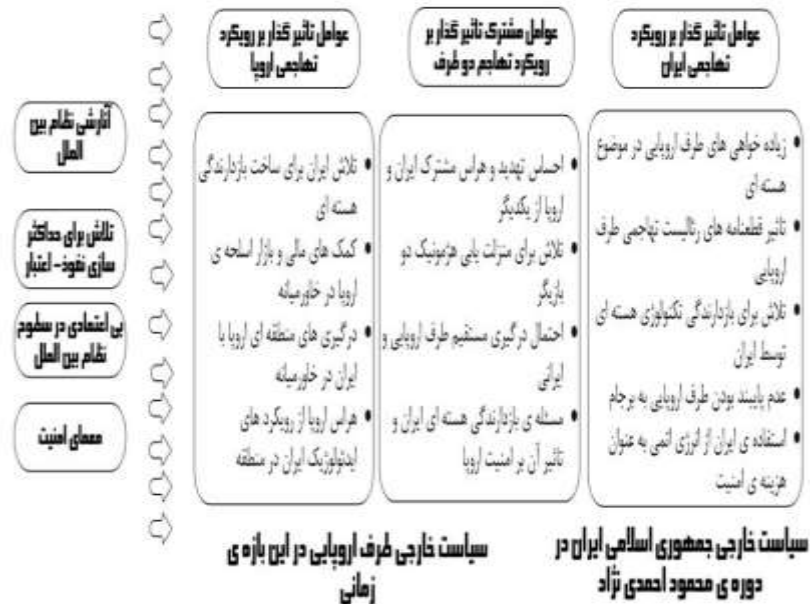 عوامل تاثیر گذار بر رویکرد
تهاجمی ایران
زیاده خواهی های طرف اروپایی در موضوع
هسته ای
تاثیر قطعنامه های رئالیست تهاجمی طرف
اروپایی
تلاش برای بازدارندگی تکنولوژی هسته ای
توسط ایران
عدم پایبند بودن طرف اروپایی به برجام
استفاده ی ایران از انرژی اتمی به عنوان
هزینه ی امنیت
عوامل مشترک تاثیر گذار بر
رویکرد تهاجم دو طرف
احساس تهدید و هراس مشترک ایران و
اروپا از یکدیگر
تلاش برای منزلت یابی هژمونیک دو
بازیگر
احتمال درگیری مستقیم طرف اروپایی و
ایرانی
مسئله ی بازدارندگی هسته ای ایران و
تاثیر آن بر امنیت اروپا
عوامل تاثیر گذار بر رویکرد
تهاجمی اروپا
تلاش ایران برای ساخت بازدارندگی
هسته ای
کمک های مالی و بازار اسلحه ی
اروپا در خاورمیانه
درگیری های منطقه ای اروپا با
ایران در خاورمیانه
هراس اروپا از رویکرد های
ایدئولوژیک ایران در منطقه
آنارشی نظام بین
الملل
تلاش برای حداکثر
سازی نفوذ- اعتبار
بی اعتمادی در سطوح
نظام بین الملل
معمای امنیت
سیاست خارجی جمهوری اسلامی ایران در
دوره ی محمود احمدی نژاد
سیاست خارجی طرف اروپایی در این بازه ی
زمانی